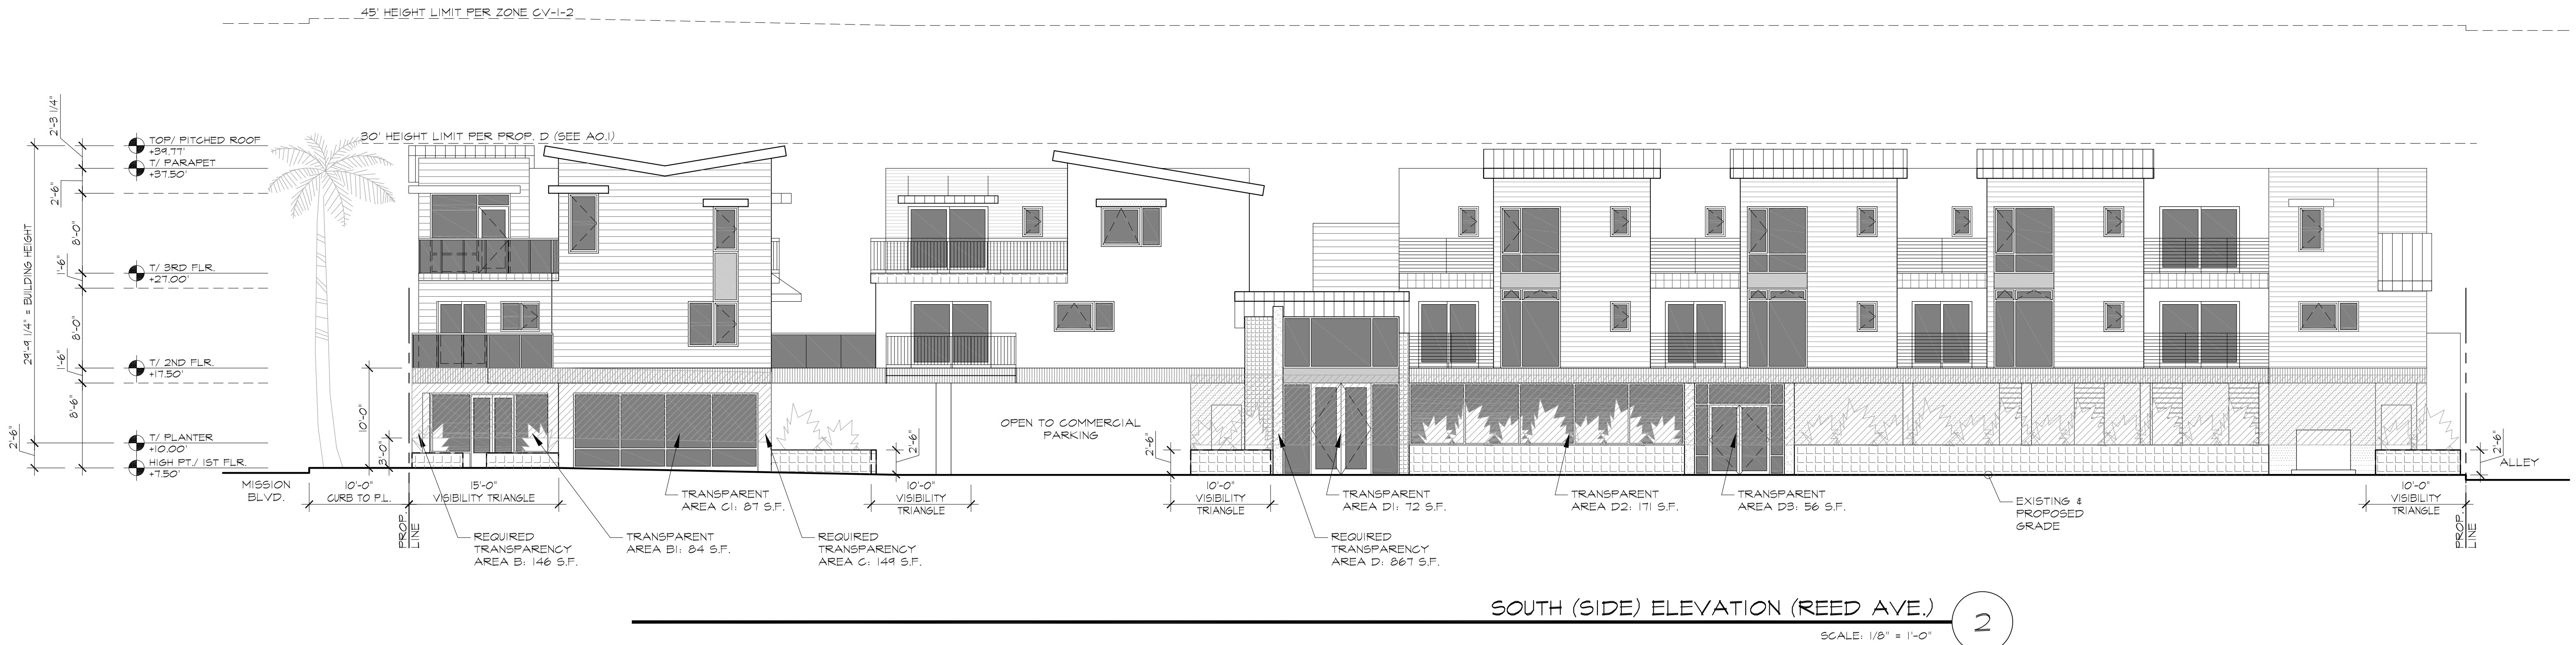 45' HEIGHT LIMIT PER ZONE CV-1-2
30' HEIGHT LIMIT PER PROP. D (SEE A0.1)
2'-3 1/4"
2'-6"
8'-0"
1'-6"
8'-0"
1'-6"
8'-6"
2'-6"
29'-9 1/4" = BUILDING HEIGHT
TOP/ PITCHED ROOF
+39.77'
T/ PARAPET
+37.50'
T/ 3RD FLR.
+27.00'
T/ 2ND FLR.
+17.50'
T/ PLANTER
+10.00'
HIGH PT./ 1ST FLR.
+7.50'
10'-0"
3'-0"
MISSION
BLVD.
10'-0"
CURB TO P.L.
15'-0"
VISIBILITY TRIANGLE
PROP.
LINE
REQUIRED
TRANSPARENCY
AREA B: 146 S.F.
TRANSPARENT
AREA B1: 84 S.F.
TRANSPARENT
AREA C1: 87 S.F.
REQUIRED
TRANSPARENCY
AREA C: 149 S.F.
2'-6"
10'-0"
VISIBILITY
TRIANGLE
OPEN TO COMMERCIAL
PARKING
2'-6"
10'-0"
VISIBILITY
TRIANGLE
TRANSPARENT
AREA D1: 72 S.F.
REQUIRED
TRANSPARENCY
AREA D: 867 S.F.
TRANSPARENT
AREA D2: 171 S.F.
TRANSPARENT
AREA D3: 56 S.F.
EXISTING &
PROPOSED
GRADE
2'-6"
ALLEY
10'-0"
VISIBILITY
TRIANGLE
PROP.
LINE
SOUTH (SIDE) ELEVATION (REED AVE.)
2
SCALE: 1/8" = 1'-0"